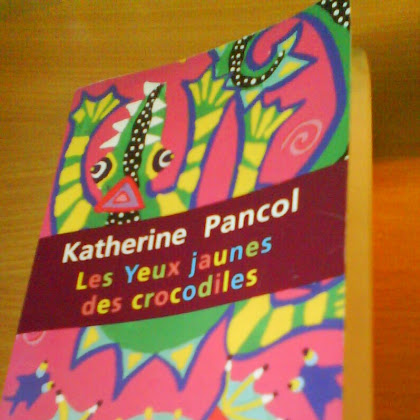 Katherine Pancol
Les Yeux jaunes
des crocodiles